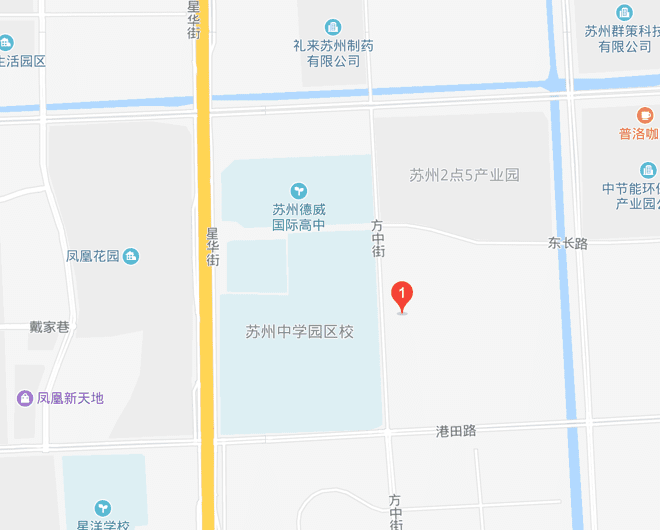 星华
街
礼来苏州制药
有限公司
苏州群策科技
有限公司
生活园区
普洛咖
苏州2点5产业园
中节能环保
产业园
苏州德威
国际高中
方中
街
星华
街
东长路
凤凰花园
1
戴家巷
苏州中学园区校
凤凰新天地
港田路
星洋学校
方中
街